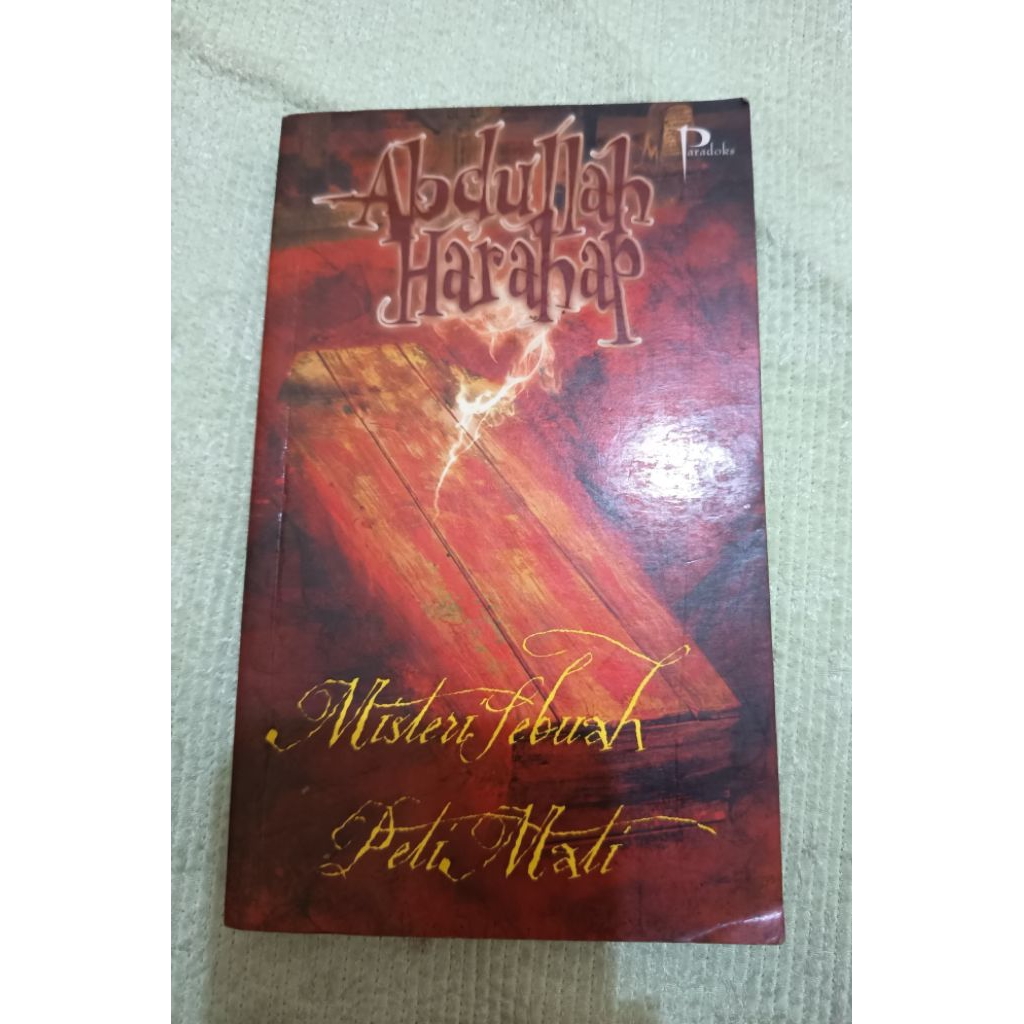 Abdullah
Harahap
Paradoks
Misteri Sebuah
Peti Mati